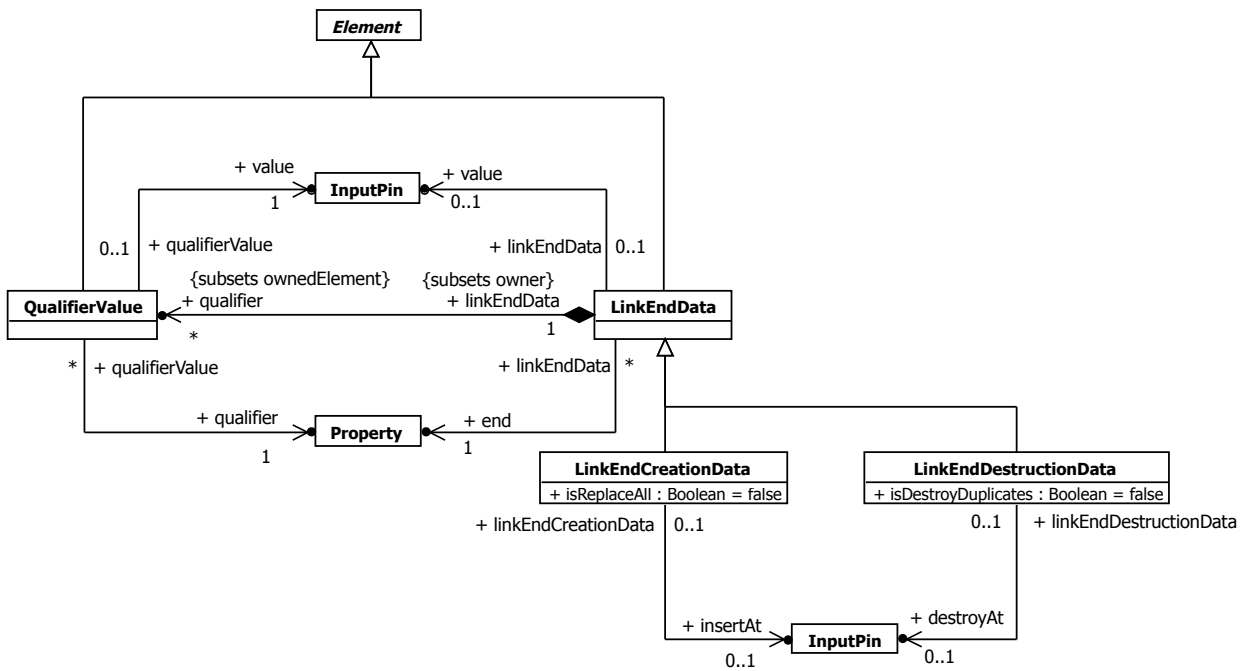 Element
+ value
+ value
InputPin
1
0..1
0..1
+ qualifierValue
+ linkEndData
0..1
{subsets ownedElement}
{subsets owner}
+ qualifier
+ linkEndData
QualifierValue
LinkEndData
*
1
*
+ qualifierValue
+ linkEndData
*
+ qualifier
+ end
Property
1
1
LinkEndCreationData
LinkEndDestructionData
+ isReplaceAll : Boolean = false
+ isDestroyDuplicates : Boolean = false
+ linkEndCreationData
0..1
0..1
+ linkEndDestructionData
+ insertAt
+ destroyAt
InputPin
0..1
0..1